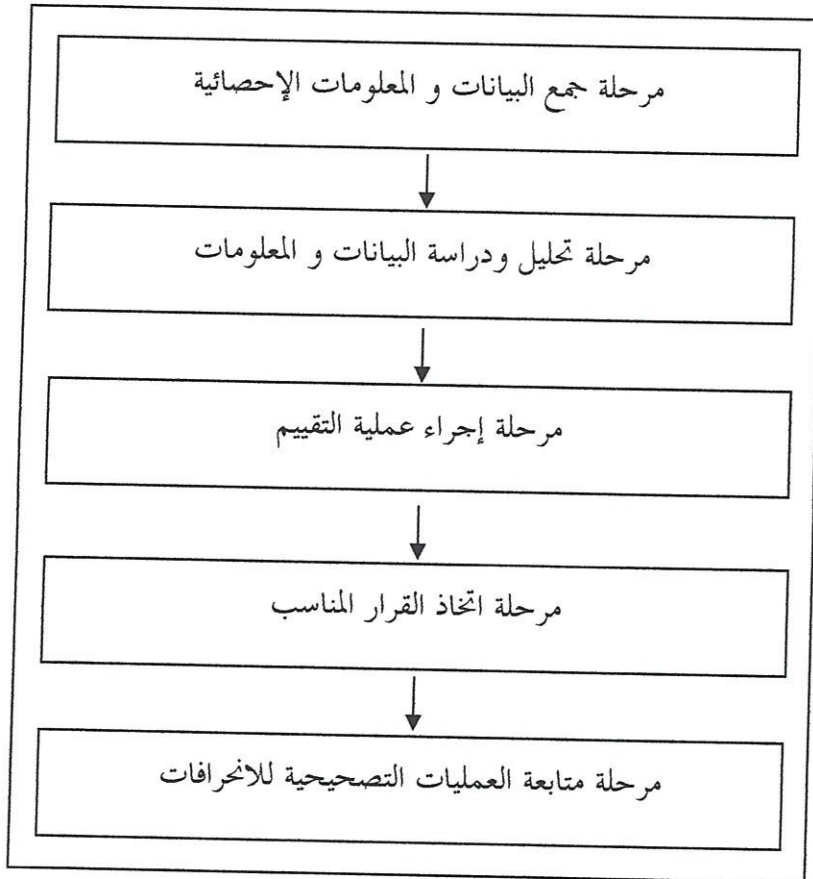 مرحلة جمع البيانات و المعلومات الإحصائية
مرحلة تحليل ودراسة البيانات و المعلومات
مرحلة إجراء عملية التقييم
مرحلة اتخاذ القرار المناسب
مرحلة متابعة العمليات التصحيحية للانحرافات